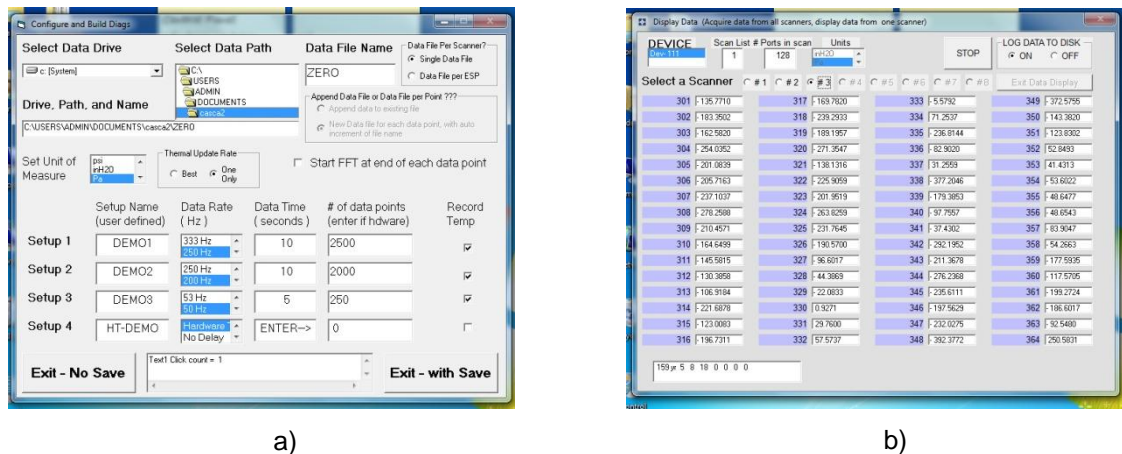 Configure and Build Diags
Select Data Drive
c: [System]
Drive, Path, and Name
C:\USERS\ADMIN\DOCUMENTS\casca2\ZERO
Select Data Path
C:\
USERS
ADMIN
DOCUMENTS
casca2
Data File Name
ZERO
Data File Per Scanner?
Single Data File
Data File per ESP
Append Data File or Data File per Point ???
Append data to existing file
New Data file for each data point, with auto
increment of file name
Set Unit of
Measure
psi
inH20
Pa
Thermal Update Rate
Best One
Only
Start FFT at end of each data point
Setup Name Data Rate Data Time # of data points Record
(user defined) (Hz) (seconds) (enter if hdware) Temp
Setup 1 DEMO1 333 Hz 10 2500
250 Hz
Setup 2 DEMO2 250 Hz 10 2000
200 Hz
Setup 3 DEMO3 53 Hz 5 250
50 Hz
Setup 4 HT-DEMO Hardware ENTER--> 0
No Delay
Exit - No Save
Text1 Click count = 1
Exit - with Save
a)
Display Data (Acquire data from all scanners, display data from one scanner)
DEVICE Scan List # Ports in scan Units
Dev-111 1 128 inH20
Pa
STOP
LOG DATA TO DISK
ON OFF
Select a Scanner #1 #2 #3 #4 #5 #6 #7 #8 Exit Data Display
301 -135.7710 317 -169.7820 333 -5.5792 349 -372.5755
302 -183.3502 318 -239.2933 334 71.2537 350 -143.3820
303 -162.5820 319 -189.1957 335 -236.8144 351 -123.8302
304 -254.0352 320 -271.3547 336 -82.9020 352 52.8493
305 -201.0839 321 -138.1316 337 31.2559 353 41.4313
306 -205.7163 322 -225.9059 338 -377.2046 354 -53.6022
307 -237.1037 323 -201.9519 339 -179.3853 355 -48.6477
308 -278.2588 324 -263.8259 340 -97.7557 356 -48.6543
309 -210.4571 325 -231.7645 341 -37.4302 357 -83.9047
310 -164.6499 326 -190.5700 342 -292.1952 358 -54.2663
311 -145.5815 327 -96.6017 343 -211.3678 359 -177.5935
312 -130.3858 328 -44.3869 344 -276.2368 360 -117.5705
313 -106.9184 329 -22.0833 345 -235.6111 361 -199.2724
314 -221.6878 330 0.9271 346 -197.5629 362 -186.6017
315 -123.0083 331 29.7600 347 -232.0275 363 -92.5480
316 -196.7311 332 57.5737 348 -392.3772 364 250.5831
159 yr 5 8 18 0 0 0 0
b)